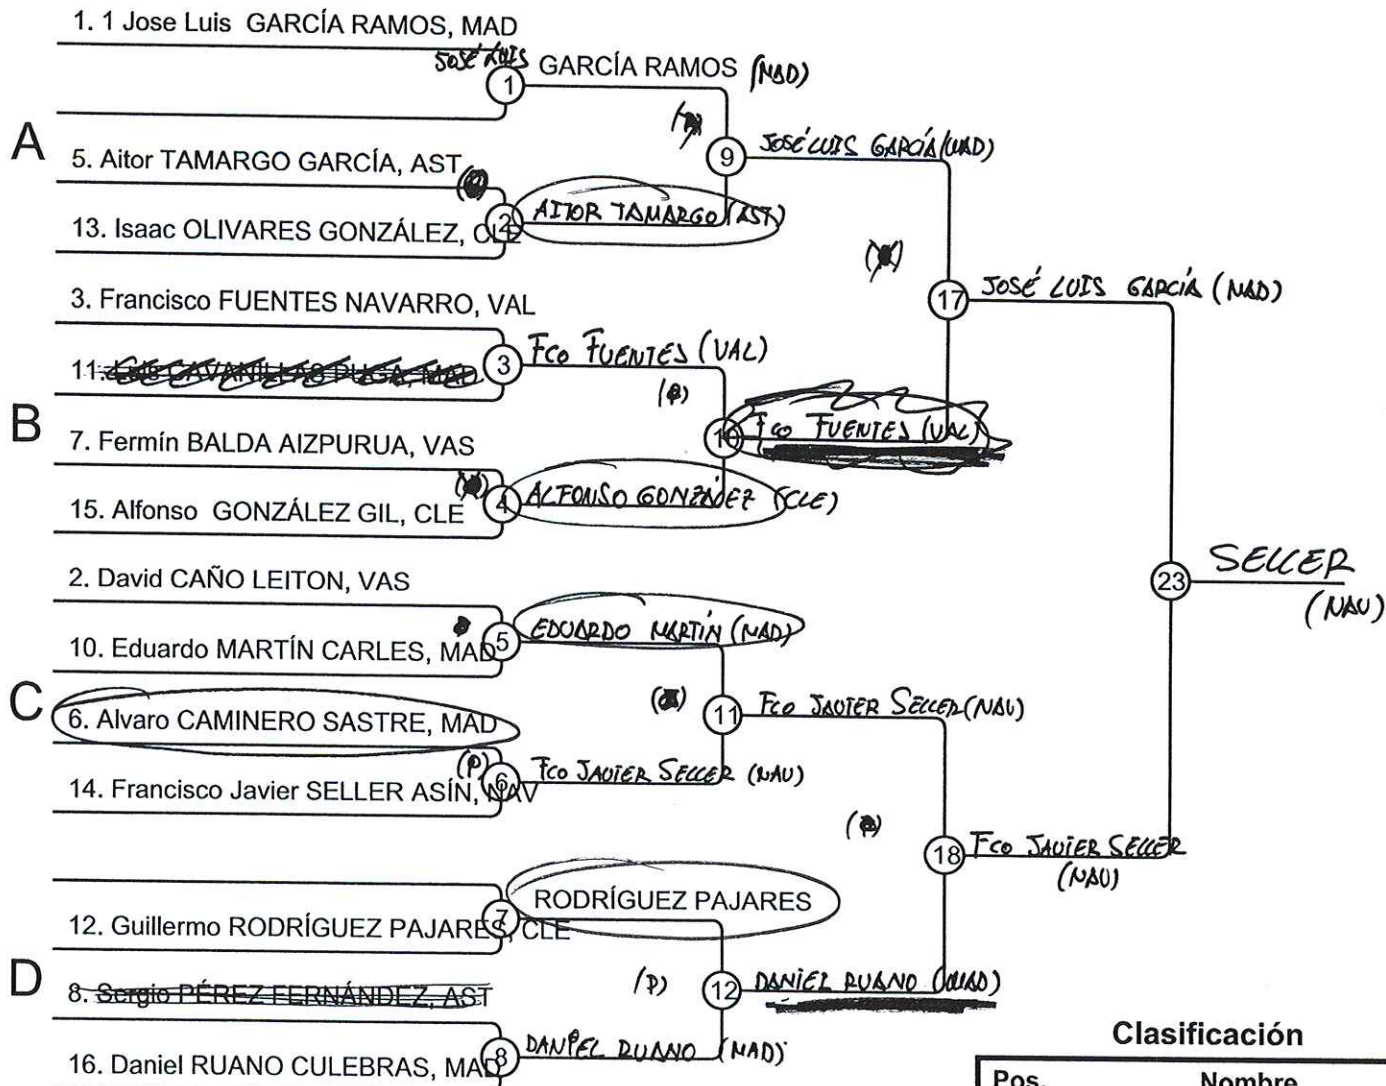 1. 1 Jose Luis GARCÍA RAMOS, MAD
JOSÉ LUIS
1 GARCÍA RAMOS (MAD)
A
9 JOSÉ LUIS GARCÍA (MAD)
5. Aitor TAMARGO GARCÍA, AST
2 AITOR TAMARGO (AST)
13. Isaac OLIVARES GONZÁLEZ, CLE
17 JOSÉ LUIS GARCÍA (MAD)
3. Francisco FUENTES NAVARRO, VAL
3 Fco FUENTES (VAL)
11. CAVANILLAS PUGA, MAD
B
10 Fco FUENTES (VAL)
7. Fermín BALDA AIZPURUA, VAS
4 ALFONSO GONZÁLEZ (CLE)
15. Alfonso GONZÁLEZ GIL, CLE
23 SELLER
(NAV)
2. David CAÑO LEITON, VAS
5 EDUARDO MARTÍN (MAD)
10. Eduardo MARTÍN CARLES, MAD
C
11 Fco JAVIER SELLER (NAV)
6. Alvaro CAMINERO SASTRE, MAD
(P)
6 Fco JAVIER SELLER (NAV)
14. Francisco Javier SELLER ASÍN, NAV
18 Fco JAVIER SELLER
(NAV)
7 RODRÍGUEZ PAJARES
12. Guillermo RODRÍGUEZ PAJARES, CLE
D
(P)
12 DANIEL RUANO (MAD)
8. Sergio PÉREZ FERNÁNDEZ, AST
8 DANIEL RUANO (MAD)
16. Daniel RUANO CULEBRAS, MAD
Clasificación
Pos. Nombre